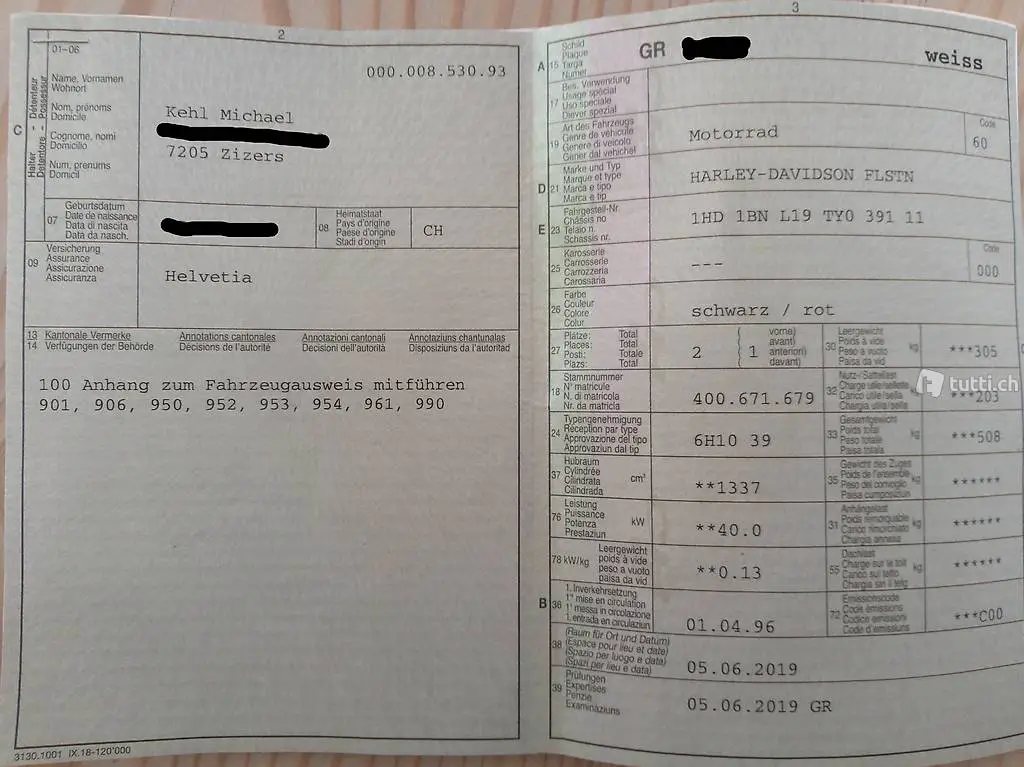 2
01-06
Halter - Détenteur
Detentore - Possessur
C
Name, Vornamen
Wohnort
Nom, prénoms
Domicile
Cognome, nomi
Domicilio
Num, prenums
Domicil
000.008.530.93
Kehl Michael
7205 Zizers
07
Geburtsdatum
Date de naissance
Data di nascita
Data da nasch.
08
Heimatstaat
Pays d'origine
Paese d'origine
Stadi d'origin
CH
09
Versicherung
Assurance
Assicurazione
Assicuranza
Helvetia
13 Kantonale Vermerke Annotations cantonales Annotazioni cantonali Annotaziuns chantunalas
14 Verfügungen der Behörde Décisions de l'autorité Decisioni dell'autorità Disposiziuns da l'autoritad
100 Anhang zum Fahrzeugausweis mitführen
901, 906, 950, 952, 953, 954, 961, 990
3130.1001 IX.18-120'000
3
A 15
Schild
Plaque
Targa
Numer
GR
weiss
17
Bes. Verwendung
Usage spécial
Uso speciale
Diever spezial
19
Art des Fahrzeugs
Genre de véhicule
Genere di veicolo
Gener dal vehichel
Motorrad
Code
60
D 21
Marke und Typ
Marque et type
Marca e tipo
Marca e tip
HARLEY-DAVIDSON FLSTN
E 23
Fahrgestell-Nr.
Châssis no
Telaio n.
Schassis nr.
1HD 1BN L19 TY0 391 11
25
Karosserie
Carrosserie
Carrozzeria
Carossaria
---
Code
000
26
Farbe
Couleur
Colore
Colur
schwarz / rot
27
Plätze: Total
Places: Total
Posti: Totale
Plazs: Total
2
( vorne)
( avant)
1 anteriori)
( davant)
30
Leergewicht
Poids à vide
Peso a vuoto
Paisa da vid
kg
***305
18
Stammnummer
N° matricule
N. di matricola
Nr. da matricla
400.671.679
32
Nutz-/Sattellast
Charge utile/sellette
Carico utile/sella
Chargia utila/sella
***203
tutti.ch
24
Typengenehmigung
Réception par type
Approvazione del tipo
Approvaziun dal tip
6H10 39
33
Gesamtgewicht
Poids total
Peso totale
Paisa totala
kg
***508
37
Hubraum
Cylindrée
Cilindrata
Cilindrada
cm³
**1337
35
Gewicht des Zuges
Poids de l'ensemble
Peso del convoglio
Paisa cumposiziun
kg
******
76
Leistung
Puissance
Potenza
Prestaziun
kW
**40.0
31
Anhängelast
Poids remorquable
Carico rimorchiato
Chargia annexa
kg
******
78 kW/kg
Leergewicht
poids à vide
peso a vuoto
paisa da vid
**0.13
55
Dachlast
Charge sur le toit
Carico sul tetto
Chargia sin il tetg
kg
******
B 36
1. Inverkehrsetzung
1re mise en circulation
1a messa in circolazione
1. entrada en circulaziun
01.04.96
72
Emissionscode
Code émissions
Codice emissioni
Code d'emissiuns
***C00
38
(Raum für Ort und Datum)
(Espace pour lieu et date)
(Spazio per luogo e data)
(Spazi per lieu e data)
05.06.2019
39
Prüfungen
Expertises
Perizie
Examinaziuns
05.06.2019 GR